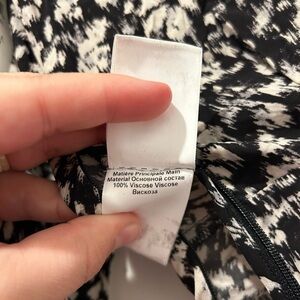 Matière Principale Main
Material Основной состав
100% Viscose Viscose
Вискоза